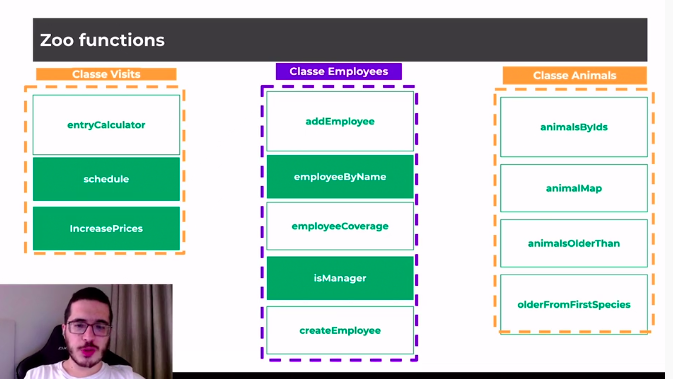 Zoo functions
Classe Visits
entryCalculator
schedule
IncreasePrices
Classe Employees
addEmployee
employeeByName
employeeCoverage
isManager
createEmployee
Classe Animals
animalsByIds
animalMap
animalsOlderThan
olderFromFirstSpecies